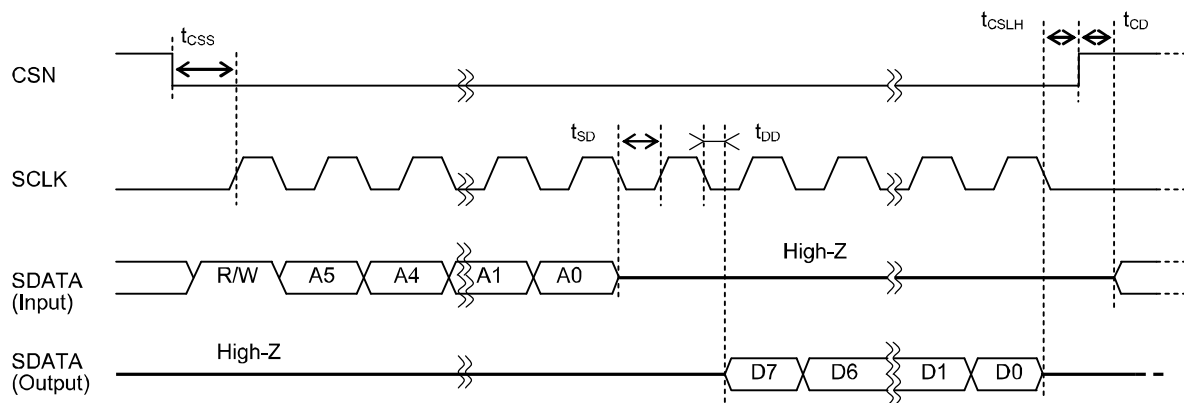 tCSS
tCSLH
tCD
CSN
tSD
tDD
SCLK
High-Z
SDATA
(Input)
R/W
A5
A4
A1
A0
High-Z
SDATA
(Output)
D7
D6
D1
D0